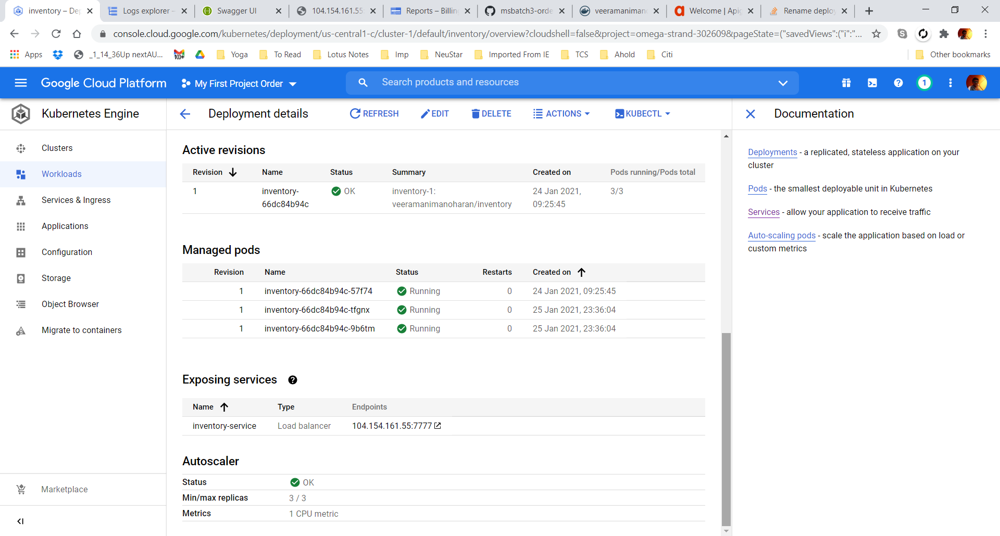 inventory – Dep
Logs explorer –
Swagger UI
104.154.161.55:
Reports – Billin
msbatch3-orde
veeramaniman
Welcome | Apig
Rename deploy
console.cloud.google.com/kubernetes/deployment/us-central1-c/cluster-1/default/inventory/overview?cloudshell=false&project=omega-strand-302609&pageState=("savedViews":("i":"...
Apps
_1_14_36Up nextAU...
100+
Yoga
To Read
Lotus Notes
Imp
NeuStar
Imported From IE
TCS
Ahold
Citi
Other bookmarks
Google Cloud Platform
My First Project Order
Search products and resources
1
Kubernetes Engine
Deployment details
REFRESH
EDIT
DELETE
ACTIONS
KUBECTL
Documentation
Clusters
Workloads
Services & Ingress
Applications
Configuration
Storage
Object Browser
Migrate to containers
Marketplace
Active revisions
Revision Name Status Summary Created on Pods running/Pods total
1 inventory- OK inventory-1: 24 Jan 2021, 3/3
66dc84b94c veeramanimanoharan/inventory 09:25:45
Managed pods
Revision Name Status Restarts Created on
1 inventory-66dc84b94c-57f74 Running 0 24 Jan 2021, 09:25:45
1 inventory-66dc84b94c-tfgnx Running 0 25 Jan 2021, 23:36:04
1 inventory-66dc84b94c-9b6tm Running 0 25 Jan 2021, 23:36:04
Exposing services
Name Type Endpoints
inventory-service Load balancer 104.154.161.55:7777
Autoscaler
Status OK
Min/max replicas 3 / 3
Metrics 1 CPU metric
Deployments - a replicated, stateless application on your
cluster
Pods - the smallest deployable unit in Kubernetes
Services - allow your application to receive traffic
Auto-scaling pods - scale the application based on load or
custom metrics